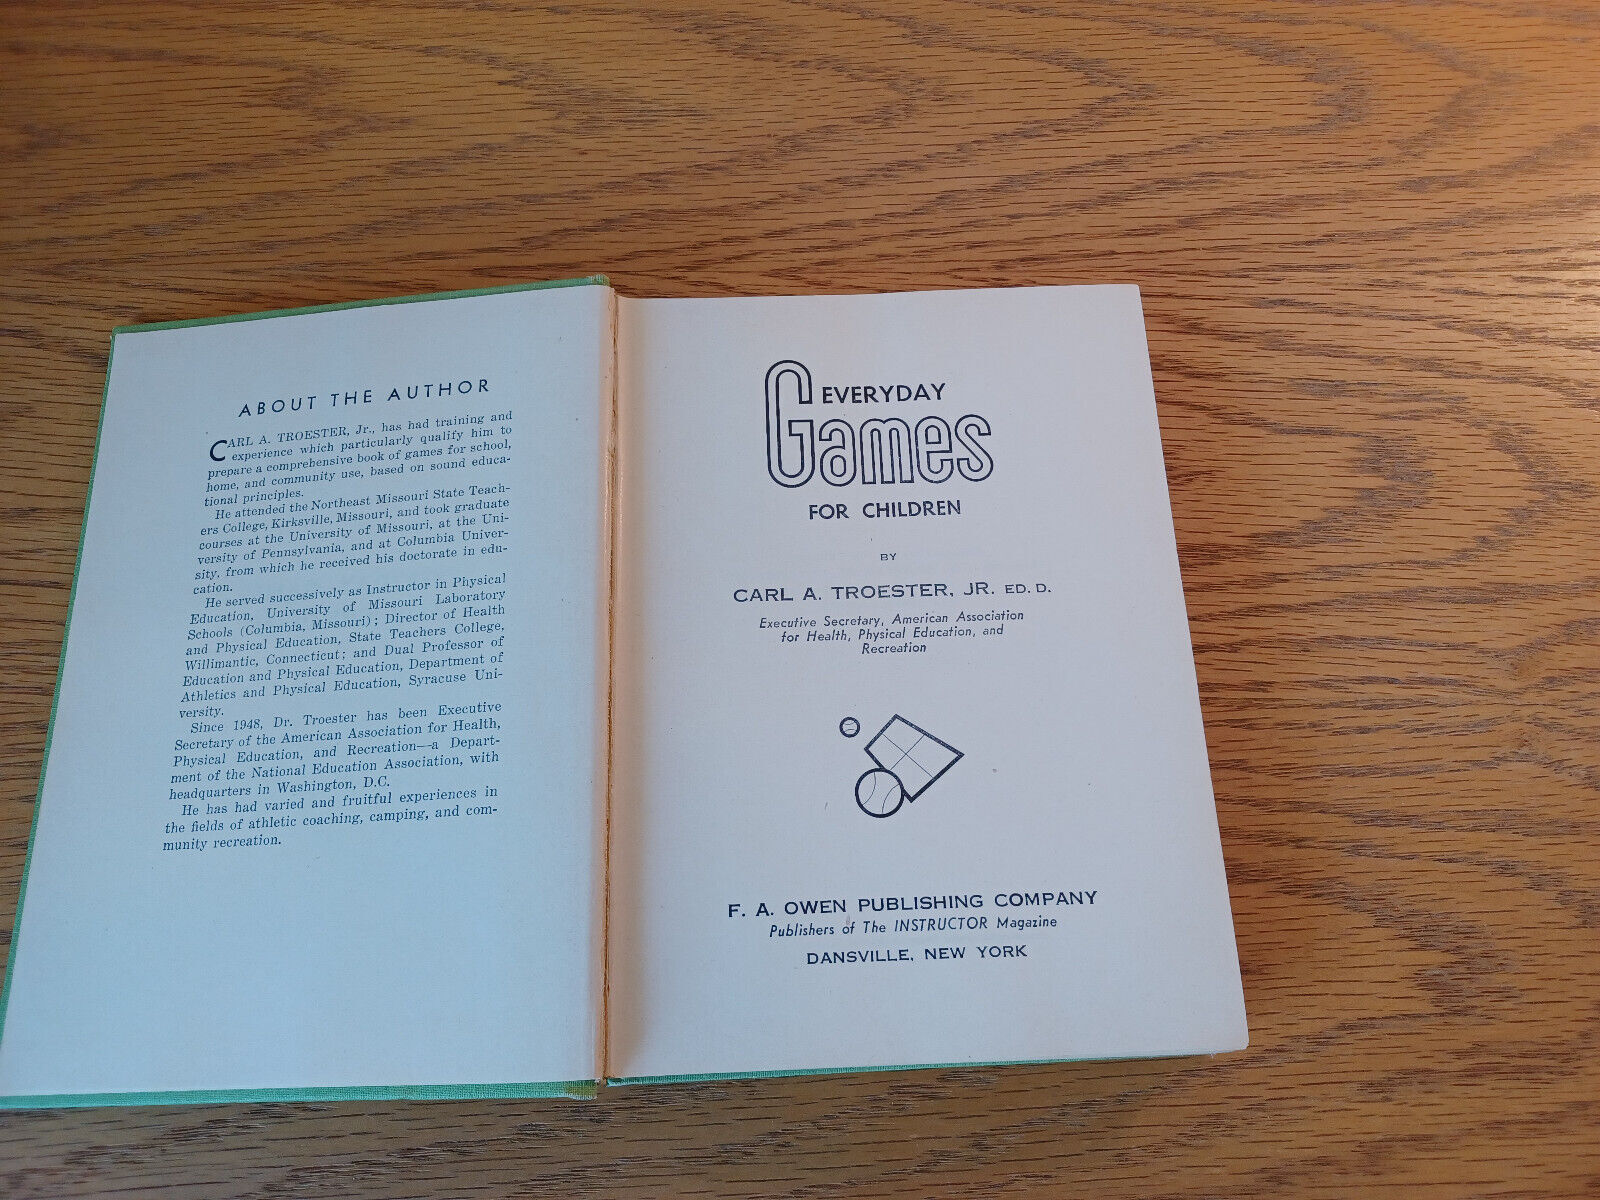 ABOUT THE AUTHOR
CARL A. TROESTER, Jr., has had training and
experience which particularly qualify him to
prepare a comprehensive book of games for school,
home, and community use, based on sound educa-
tional principles.
He attended the Northeast Missouri State Teach-
ers College, Kirksville, Missouri, and took graduate
courses at the University of Missouri, at the Uni-
versity of Pennsylvania, and at Columbia Univer-
sity, from which he received his doctorate in edu-
cation.
He served successively as Instructor in Physical
Education, University of Missouri Laboratory
Schools (Columbia, Missouri); Director of Health
and Physical Education, State Teachers College,
Willimantic, Connecticut; and Dual Professor of
Education and Physical Education, Department of
Athletics and Physical Education, Syracuse Uni-
versity.
Since 1948, Dr. Troester has been Executive
Secretary of the American Association for Health,
Physical Education, and Recreation—a Depart-
ment of the National Education Association, with
headquarters in Washington, D.C.
He has had varied and fruitful experiences in
the fields of athletic coaching, camping, and com-
munity recreation.
EVERYDAY
Games
FOR CHILDREN
BY
CARL A. TROESTER, JR. ED. D.
Executive Secretary, American Association
for Health, Physical Education, and
Recreation
F. A. OWEN PUBLISHING COMPANY
Publishers of The INSTRUCTOR Magazine
DANSVILLE, NEW YORK